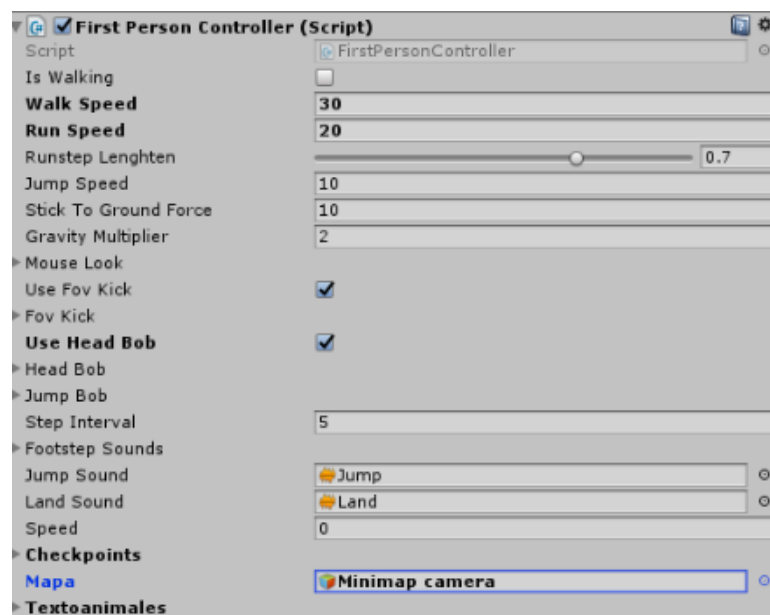 First Person Controller (Script)
Script FirstPersonController
Is Walking
Walk Speed 30
Run Speed 20
Runstep Lenghten 0.7
Jump Speed 10
Stick To Ground Force 10
Gravity Multiplier 2
Mouse Look
Use Fov Kick
Fov Kick
Use Head Bob
Head Bob
Jump Bob
Step Interval 5
Footstep Sounds
Jump Sound Jump
Land Sound Land
Speed 0
Checkpoints
Mapa Minimap camera
Textoanimales